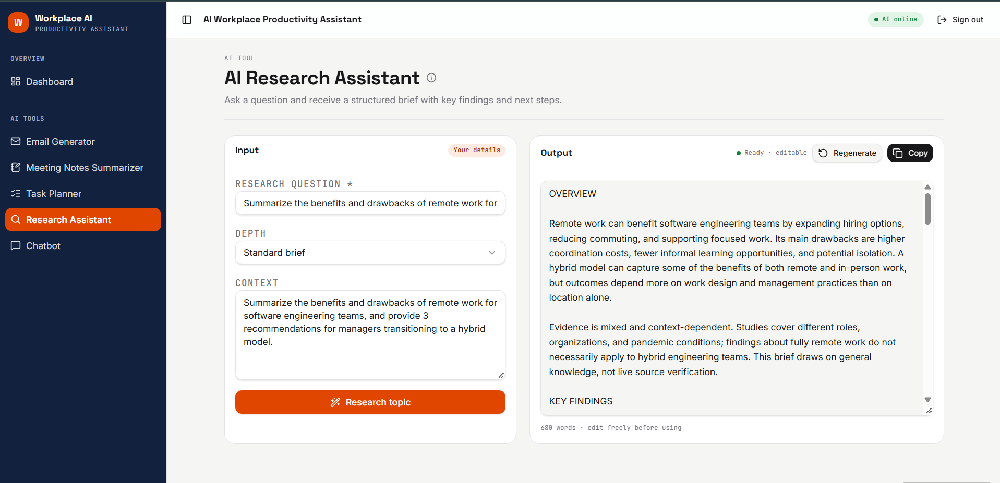 W
Workplace AI
PRODUCTIVITY ASSISTANT
OVERVIEW
Dashboard
AI TOOLS
Email Generator
Meeting Notes Summarizer
Task Planner
Research Assistant
Chatbot
AI Workplace Productivity Assistant
AI online
Sign out
AI TOOL
AI Research Assistant
Ask a question and receive a structured brief with key findings and next steps.
Input
Your details
RESEARCH QUESTION *
Summarize the benefits and drawbacks of remote work for
DEPTH
Standard brief
CONTEXT
Summarize the benefits and drawbacks of remote work for
software engineering teams, and provide 3
recommendations for managers transitioning to a hybrid
model.
Research topic
Output
Ready · editable
Regenerate
Copy
OVERVIEW
Remote work can benefit software engineering teams by expanding hiring options,
reducing commuting, and supporting focused work. Its main drawbacks are higher
coordination costs, fewer informal learning opportunities, and potential isolation. A
hybrid model can capture some of the benefits of both remote and in-person work,
but outcomes depend more on work design and management practices than on
location alone.
Evidence is mixed and context-dependent. Studies cover different roles,
organizations, and pandemic conditions; findings about fully remote work do not
necessarily apply to hybrid engineering teams. This brief draws on general
knowledge, not live source verification.
KEY FINDINGS
680 words · edit freely before using